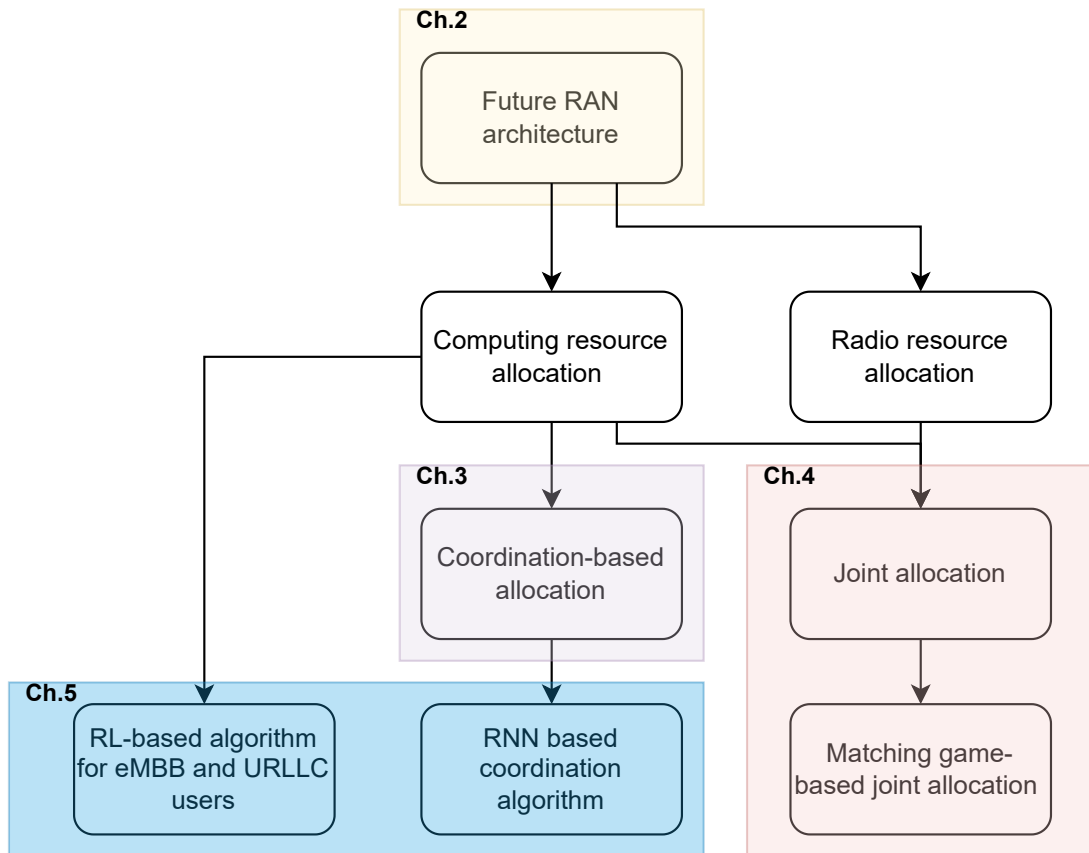 Ch.2
Future RAN
architecture
Computing resource
allocation
Radio resource
allocation
Ch.3
Coordination-based
allocation
Ch.4
Joint allocation
Ch.5
RL-based algorithm
for eMBB and URLLC
users
RNN based
coordination
algorithm
Matching game-
based joint allocation